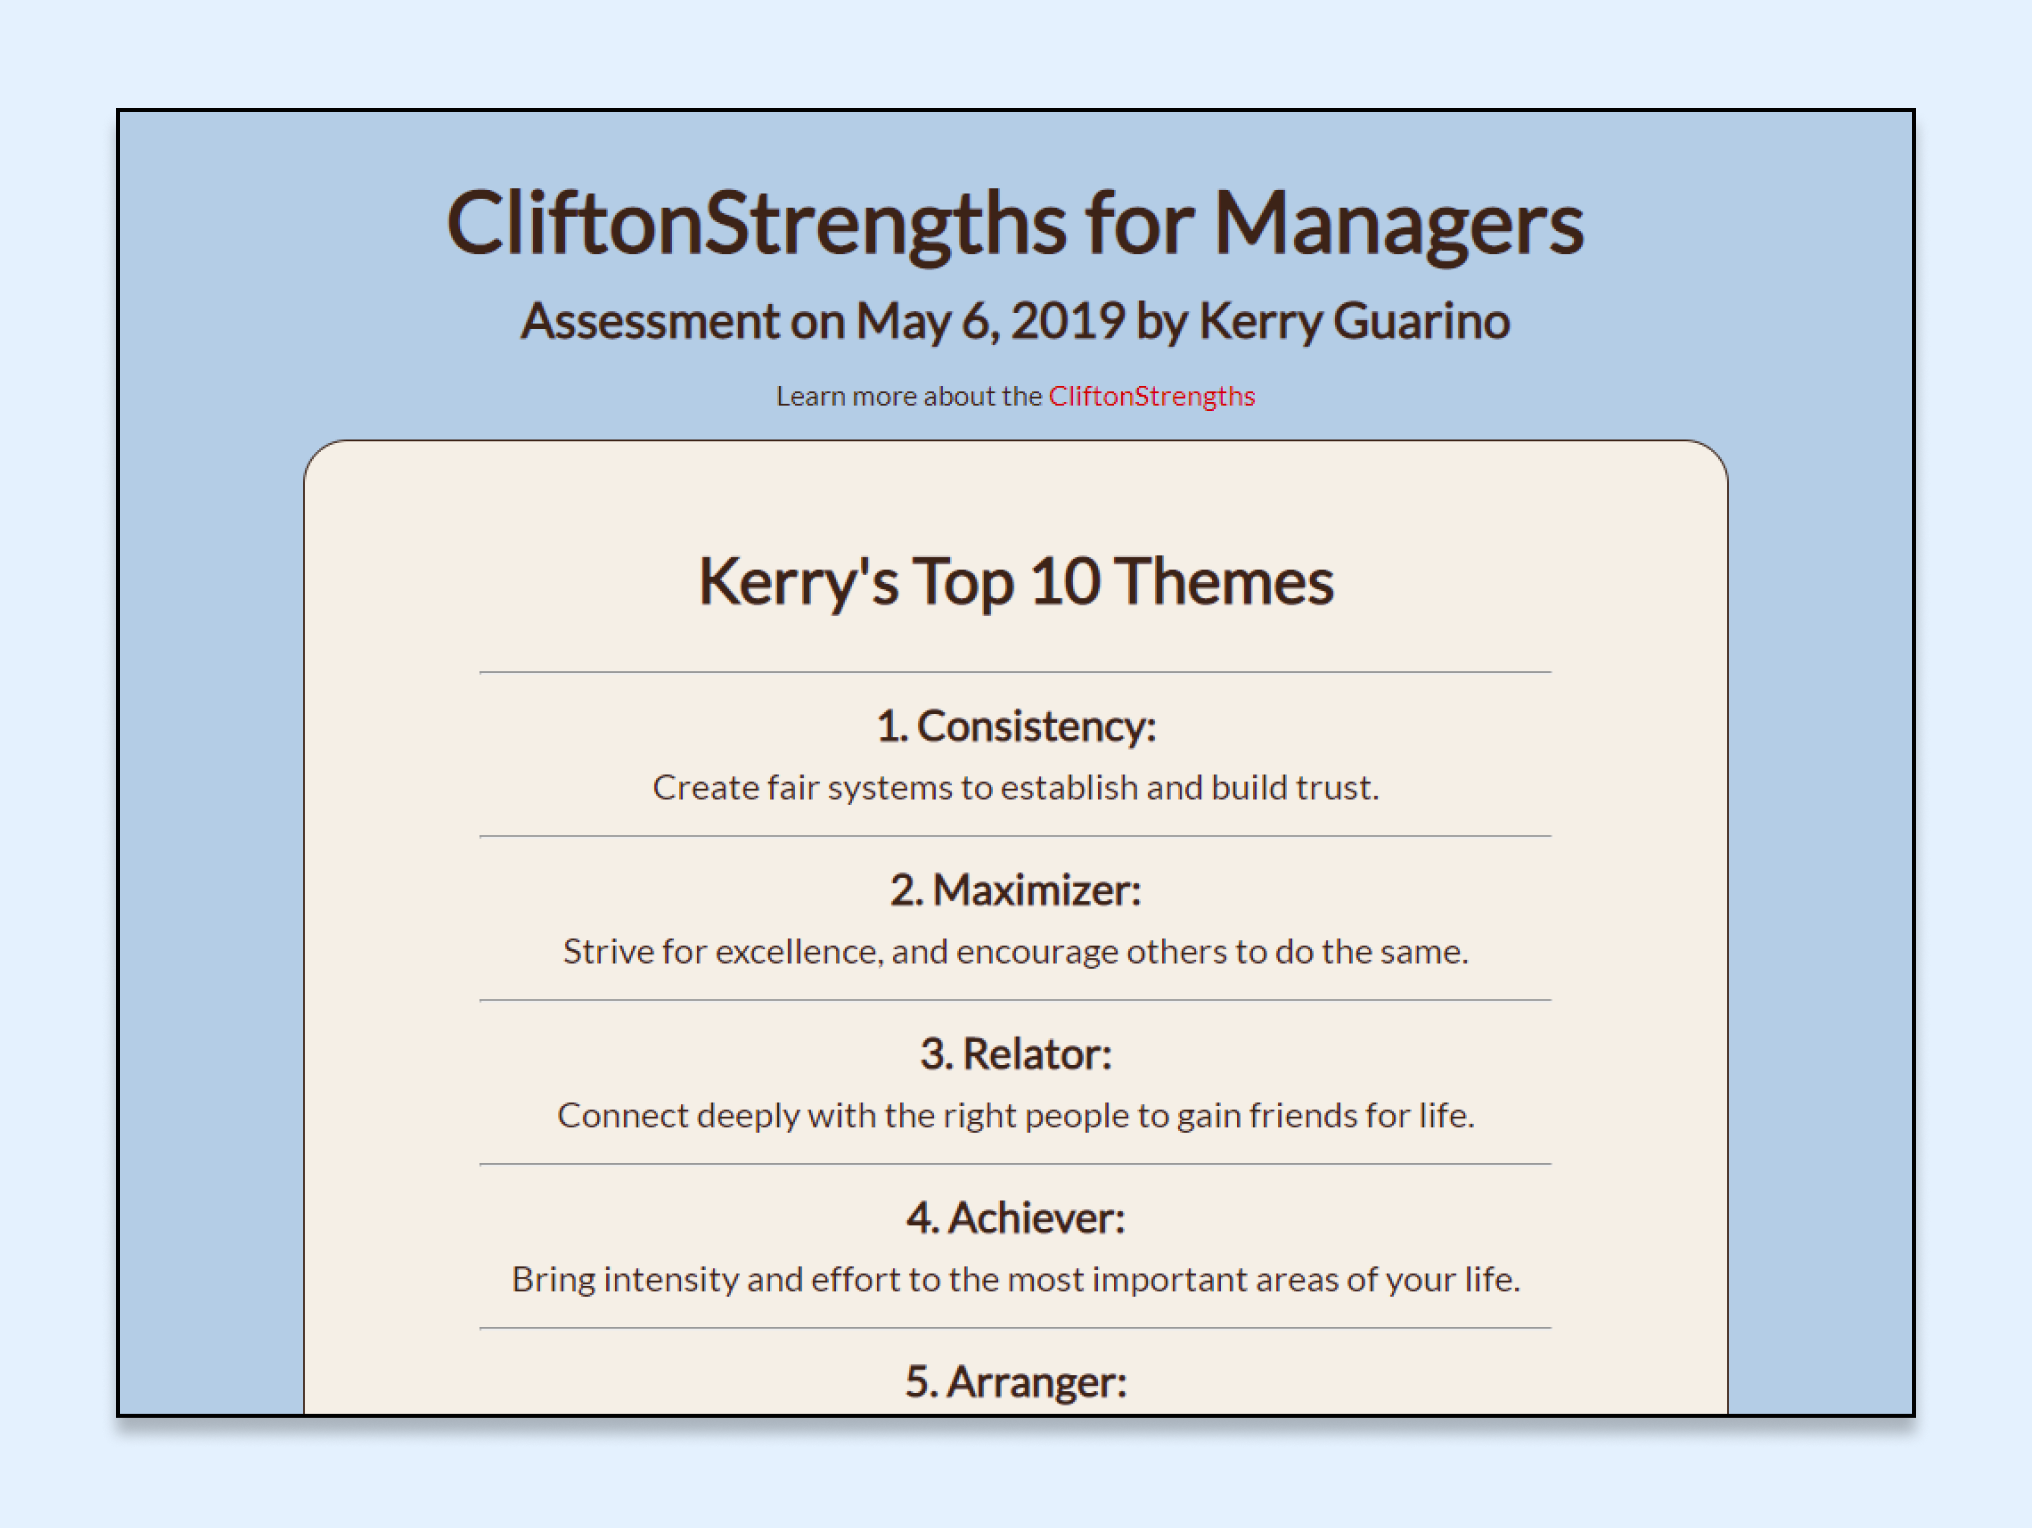 CliftonStrengths for Managers
Assessment on May 6, 2019 by Kerry Guarino
Learn more about the CliftonStrengths
Kerry's Top 10 Themes
1. Consistency:
Create fair systems to establish and build trust.
2. Maximizer:
Strive for excellence, and encourage others to do the same.
3. Relator:
Connect deeply with the right people to gain friends for life.
4. Achiever:
Bring intensity and effort to the most important areas of your life.
5. Arranger: